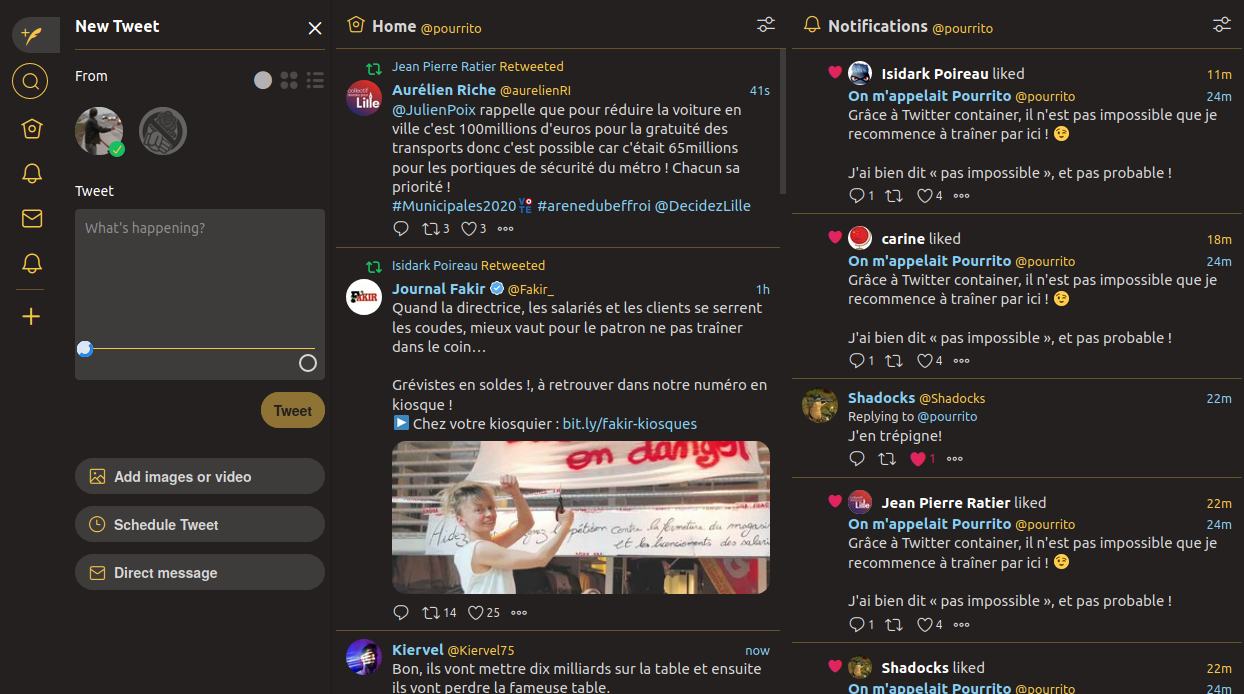 New Tweet
From
Tweet
What's happening?
Tweet
Add images or video
Schedule Tweet
Direct message
Home @pourrito
Jean Pierre Ratier Retweeted
Aurélien Riche @aurelienRI 41s
@JulienPoix rappelle que pour réduire la voiture en
ville c'est 100millions d'euros pour la gratuité des
transports donc c'est possible car c'était 65millions
pour les portiques de sécurité du métro ! Chacun sa
priorité !
#Municipales2020 #arenedubeffroi @DecidezLille
3 3
Isidark Poireau Retweeted
Journal Fakir @Fakir_ 1h
Quand la directrice, les salariés et les clients se serrent
les coudes, mieux vaut pour le patron ne pas traîner
dans le coin…
Grévistes en soldes !, à retrouver dans notre numéro en
kiosque !
▶ Chez votre kiosquier : bit.ly/fakir-kiosques
en danger
pétition contre la fermeture du magasin
et les licenciements des salari
14 25
Kiervel @Kiervel75 now
Bon, ils vont mettre dix milliards sur la table et ensuite
ils vont perdre la fameuse table.
Notifications @pourrito
Isidark Poireau liked 11m
On m'appelait Pourrito @pourrito 24m
Grâce à Twitter container, il n'est pas impossible que je
recommence à traîner par ici ! 😉
J'ai bien dit « pas impossible », et pas probable !
1 4
carine liked 18m
On m'appelait Pourrito @pourrito 24m
Grâce à Twitter container, il n'est pas impossible que je
recommence à traîner par ici ! 😉
J'ai bien dit « pas impossible », et pas probable !
1 4
Shadocks @Shadocks 22m
Replying to @pourrito
J'en trépigne!
1
Jean Pierre Ratier liked 22m
On m'appelait Pourrito @pourrito 24m
Grâce à Twitter container, il n'est pas impossible que je
recommence à traîner par ici ! 😉
J'ai bien dit « pas impossible », et pas probable !
1 4
Shadocks liked 22m
On m'appelait Pourrito @pourrito 24m